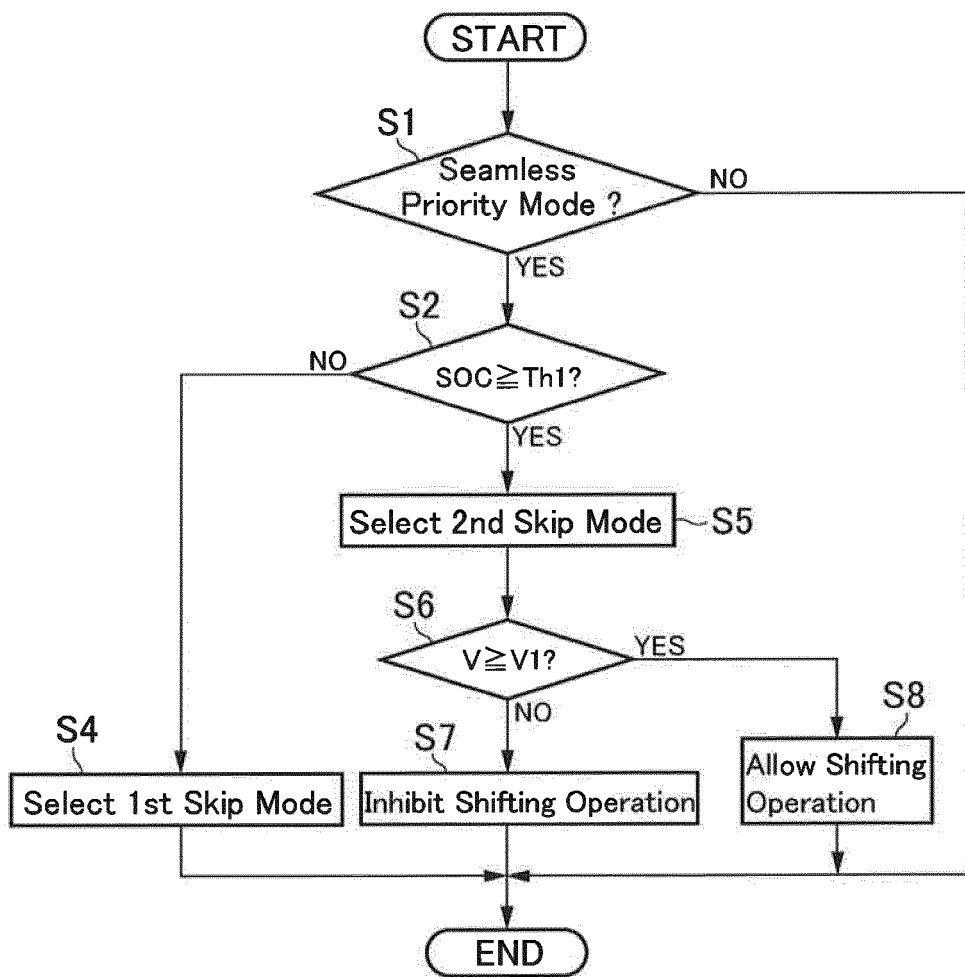 START
S1
Seamless
Priority Mode ?
NO
YES
S2
NO
SOC≧Th1?
YES
Select 2nd Skip Mode
S5
S6
V≧V1?
YES
NO
S4
S7
S8
Select 1st Skip Mode
Inhibit Shifting Operation
Allow Shifting
Operation
END